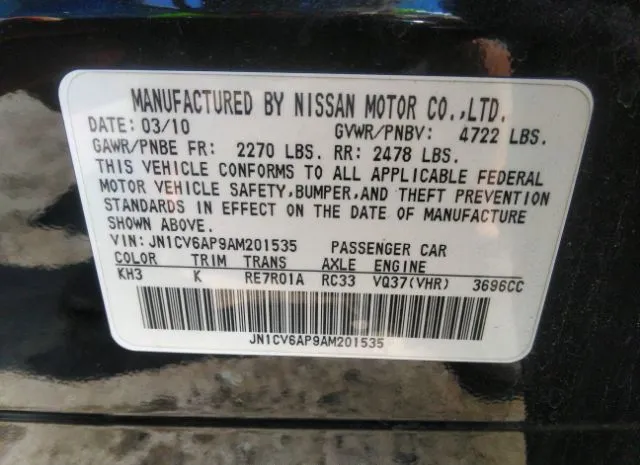 MANUFACTURED BY NISSAN MOTOR CO.,LTD.
DATE: 03/10 GVWR/PNBV: 4722 LBS.
GAWR/PNBE FR: 2270 LBS. RR: 2478 LBS.
THIS VEHICLE CONFORMS TO ALL APPLICABLE FEDERAL
MOTOR VEHICLE SAFETY,BUMPER,AND THEFT PREVENTION
STANDARDS IN EFFECT ON THE DATE OF MANUFACTURE
SHOWN ABOVE.
VIN: JN1CV6AP9AM201535 PASSENGER CAR
COLOR TRIM TRANS AXLE ENGINE
KH3 K RE7R01A RC33 VQ37(VHR) 3696CC
JN1CV6AP9AM201535